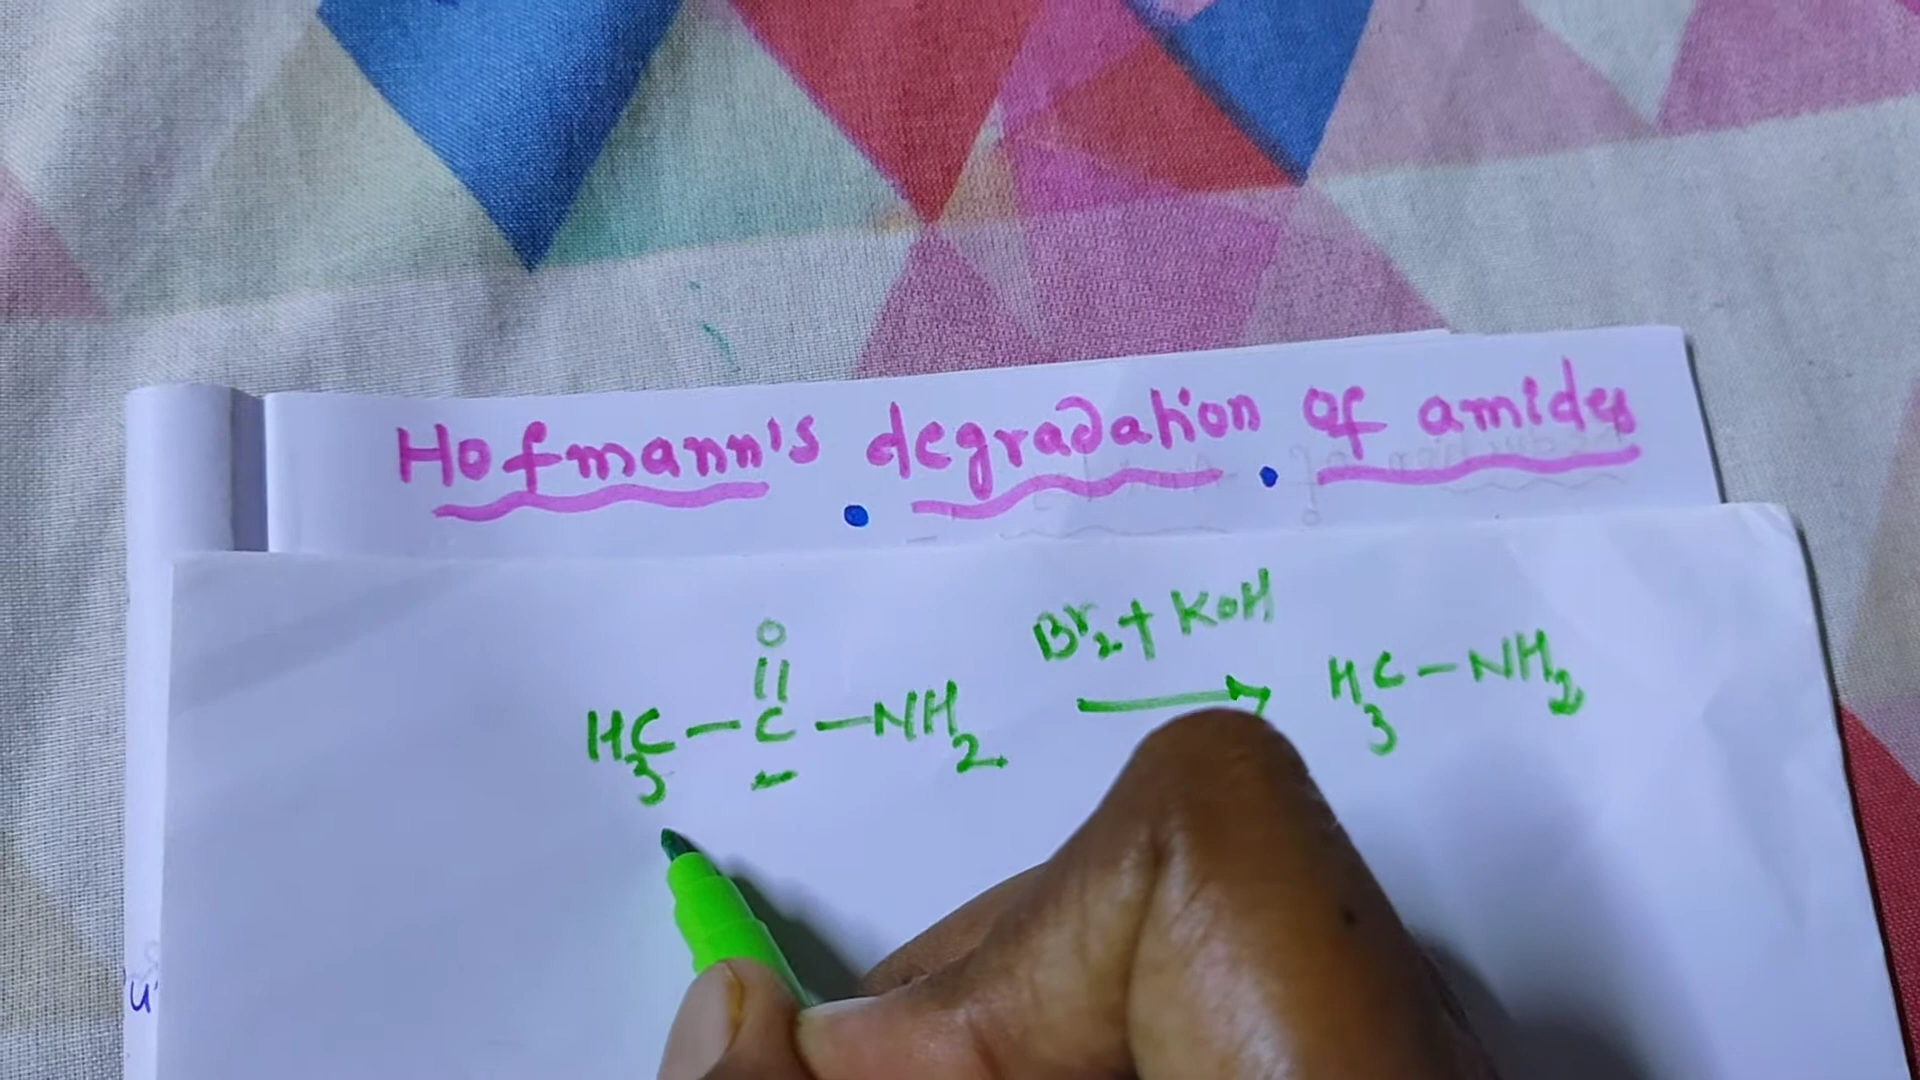 Hofmann's degradation of amides
O
||
H3C-C-NH2
Br2+KOH
H3C-NH2